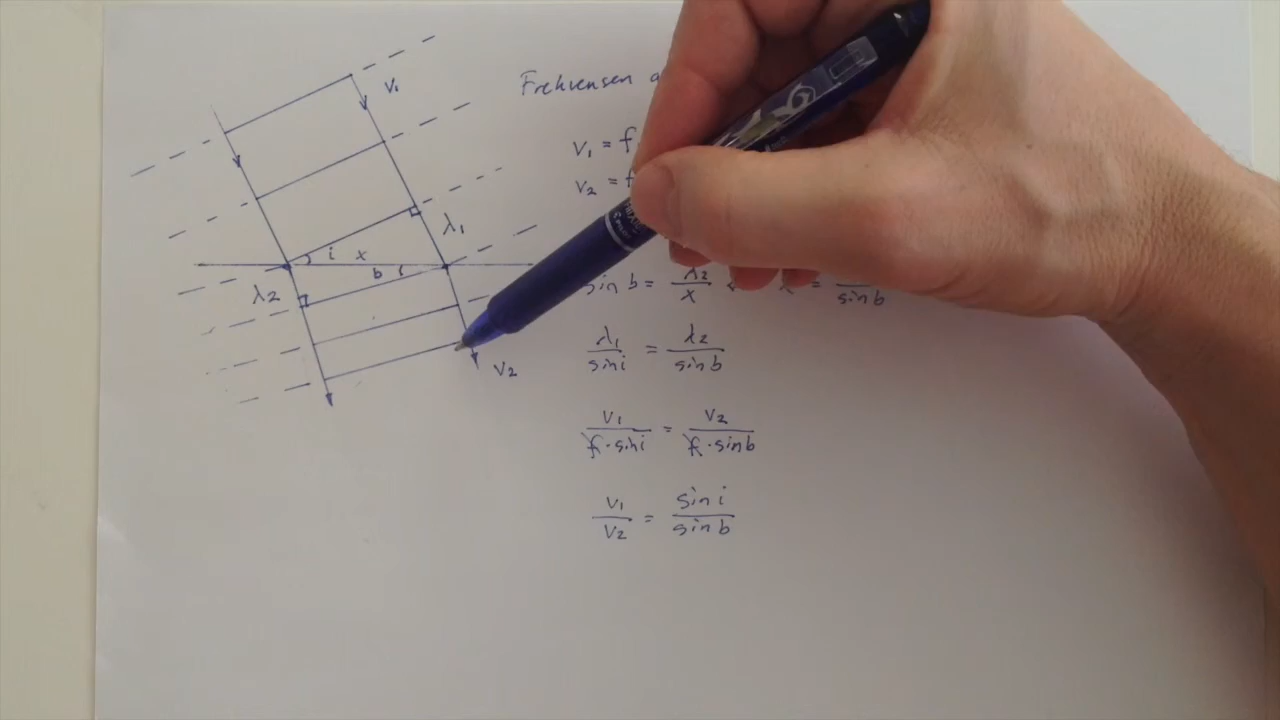 Frekvensen
v₁ = f
v₂ = f
sin b = λ₂/x = /sin b
λ₁/sin i = λ₂/sin b
v₁/f · sin i = v₂/f · sin b
v₁/v₂ = sin i/sin b
v₁
λ₁
i x
b
λ₂
v₂